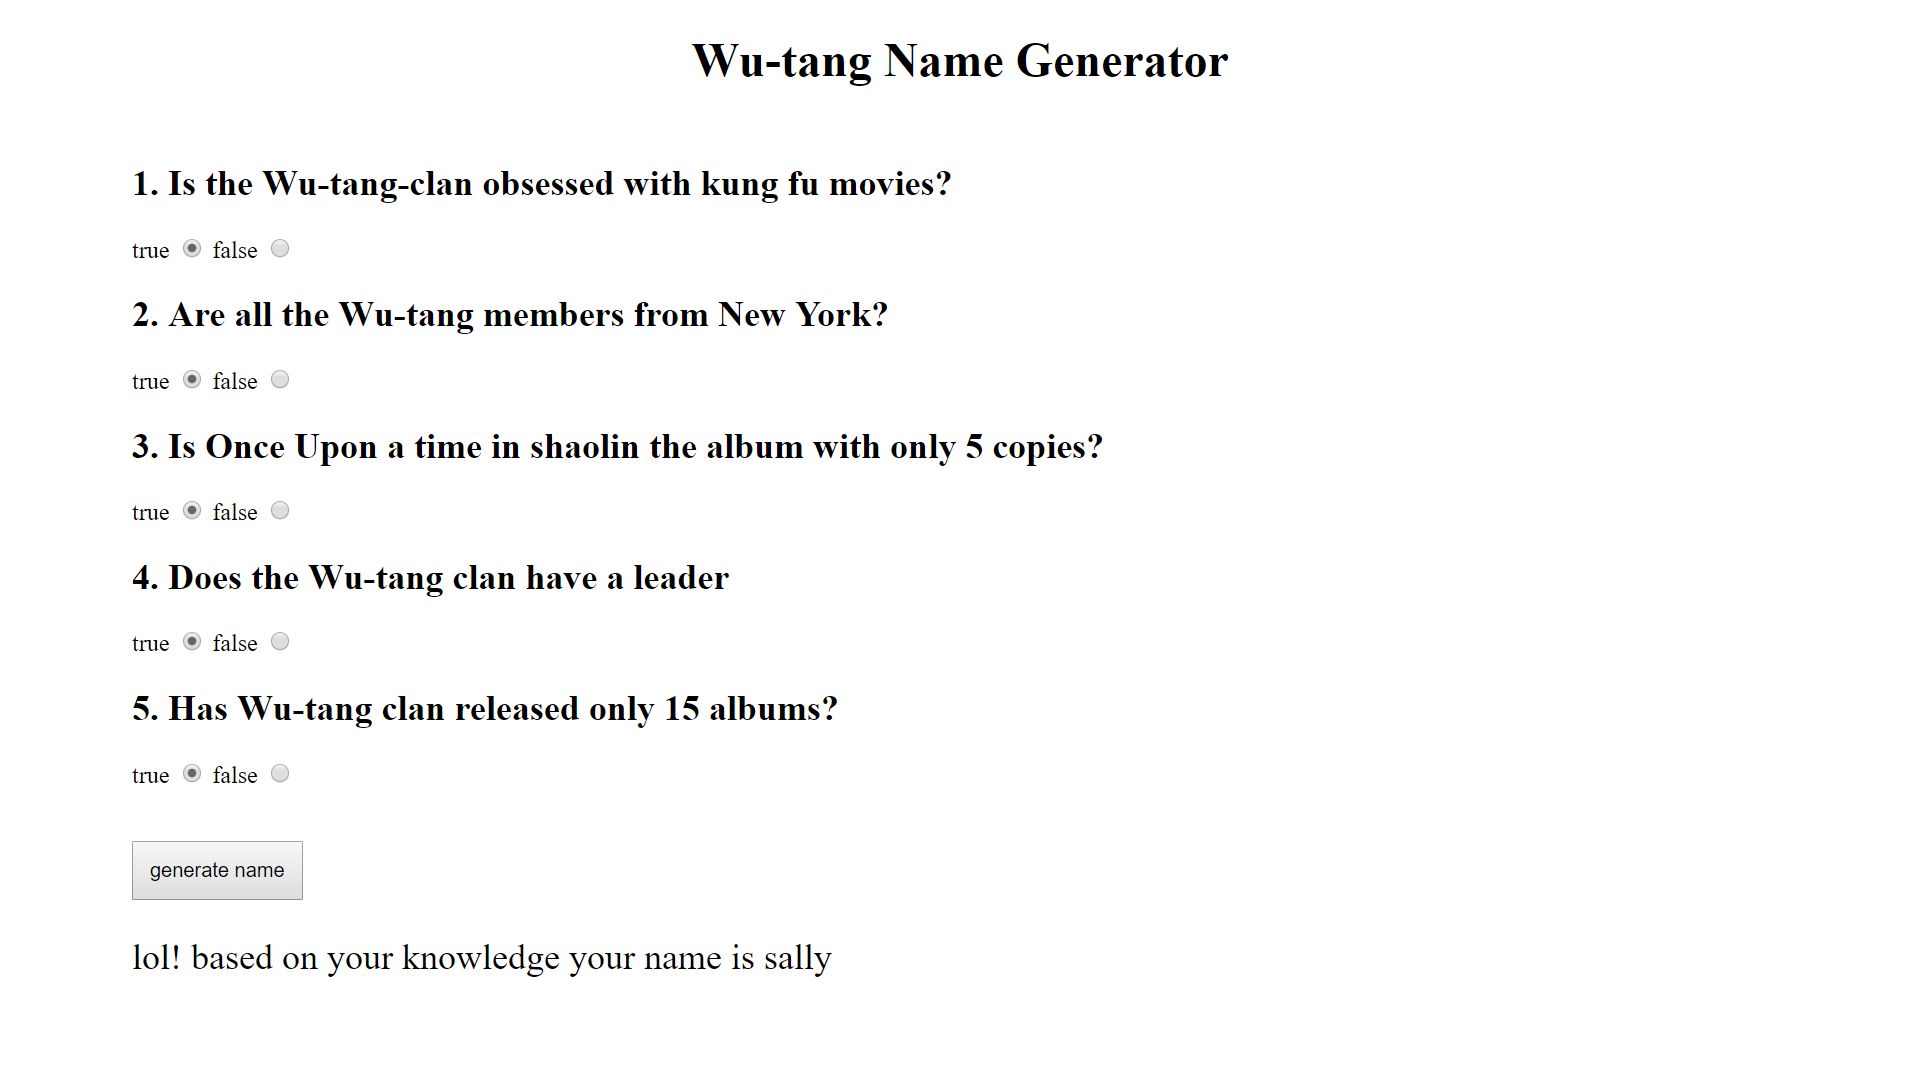 Wu-tang Name Generator
1. Is the Wu-tang-clan obsessed with kung fu movies?
true false
2. Are all the Wu-tang members from New York?
true false
3. Is Once Upon a time in shaolin the album with only 5 copies?
true false
4. Does the Wu-tang clan have a leader
true false
5. Has Wu-tang clan released only 15 albums?
true false
generate name
lol! based on your knowledge your name is sally